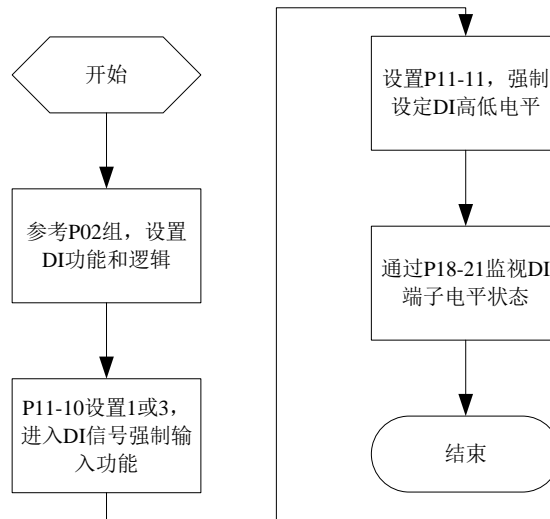 开始
参考P02组，设置
DI功能和逻辑
P11-10设置1或3，
进入DI信号强制输
入功能
设置P11-11，强制
设定DI高低电平
通过P18-21监视DI
端子电平状态
结束